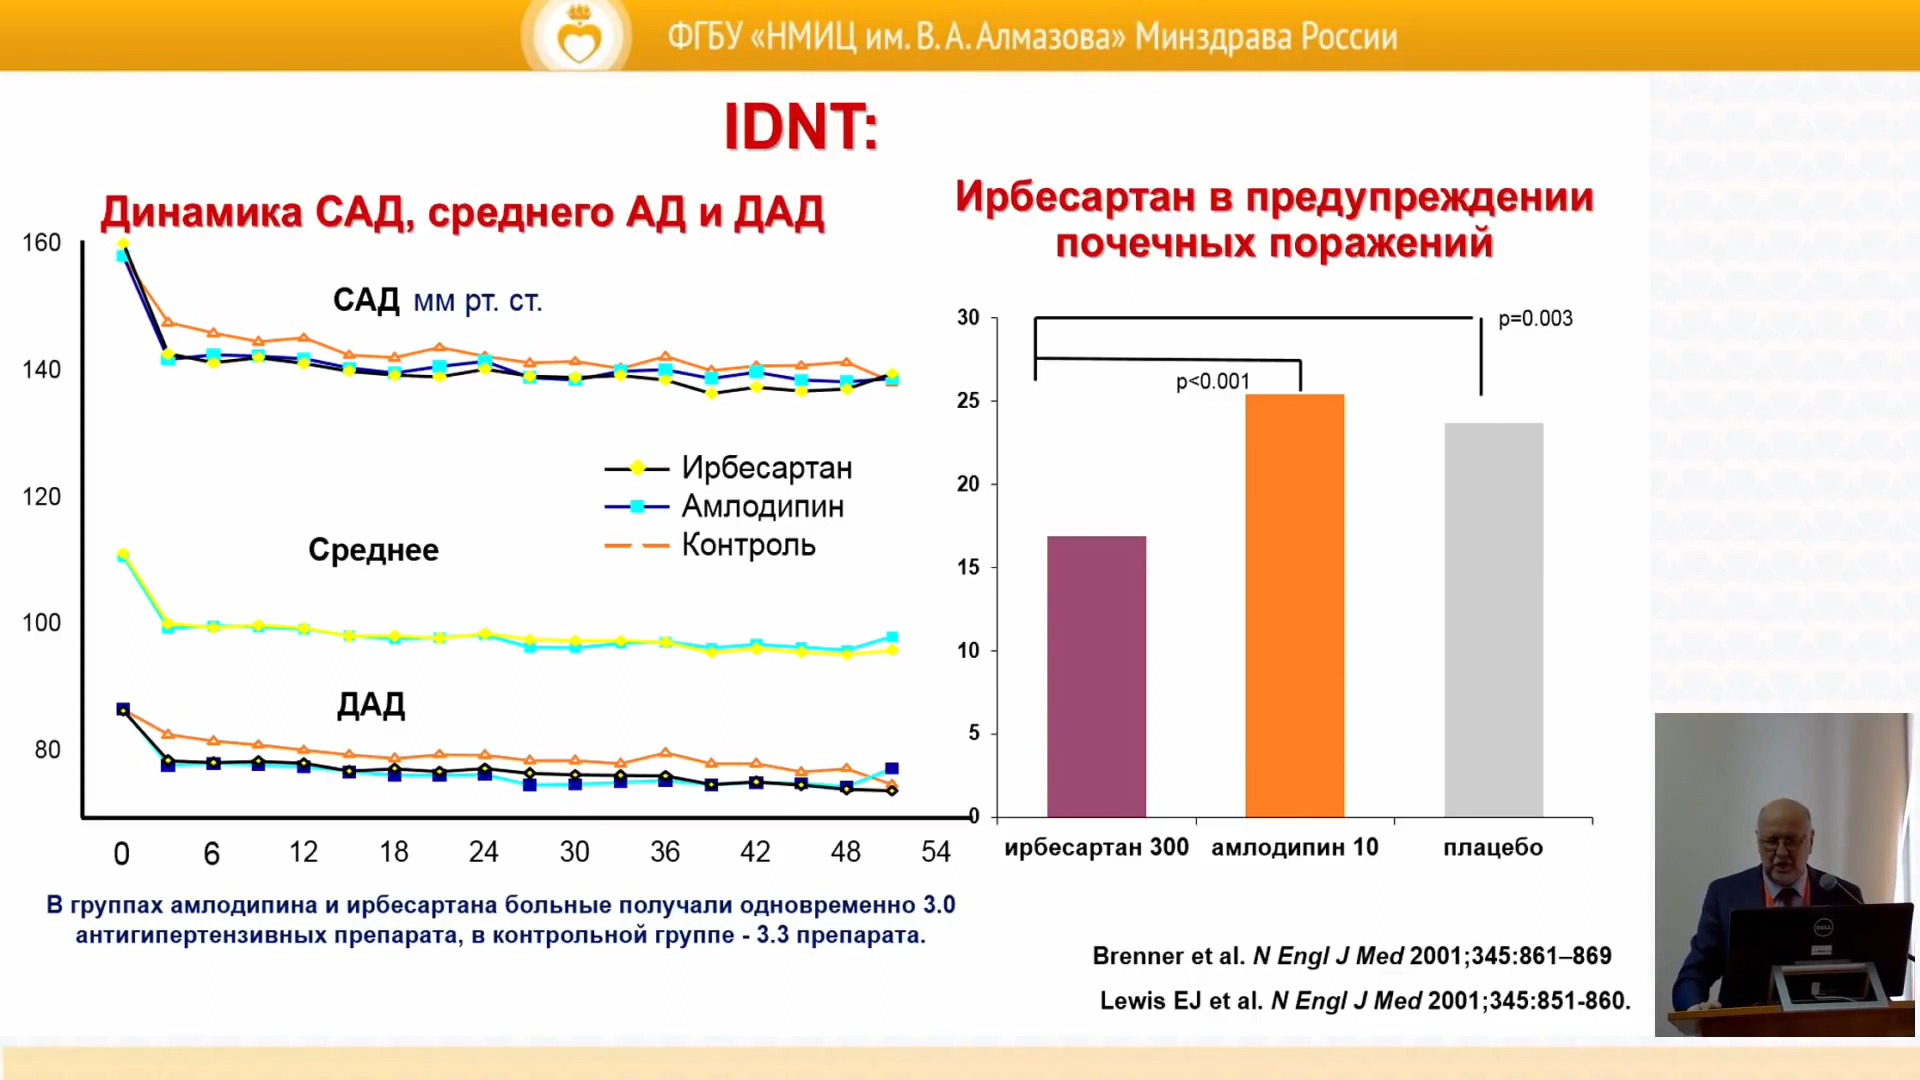 ФГБУ «НМИЦ им. В. А. Алмазова» Минздрава России
IDNT:
Динамика САД, среднего АД и ДАД
160
140
120
100
80
САД мм рт. ст.
Ирбесартан
Амлодипин
Контроль
Среднее
ДАД
0 6 12 18 24 30 36 42 48 54
В группах амлодипина и ирбесартана больные получали одновременно 3.0
антигипертензивных препарата, в контрольной группе - 3.3 препарата.
Ирбесартан в предупреждении
почечных поражений
30
25
20
15
10
5
0
p=0.003
p<0.001
ирбесартан 300 амлодипин 10 плацебо
Brenner et al. N Engl J Med 2001;345:861–869
Lewis EJ et al. N Engl J Med 2001;345:851-860.
DELL